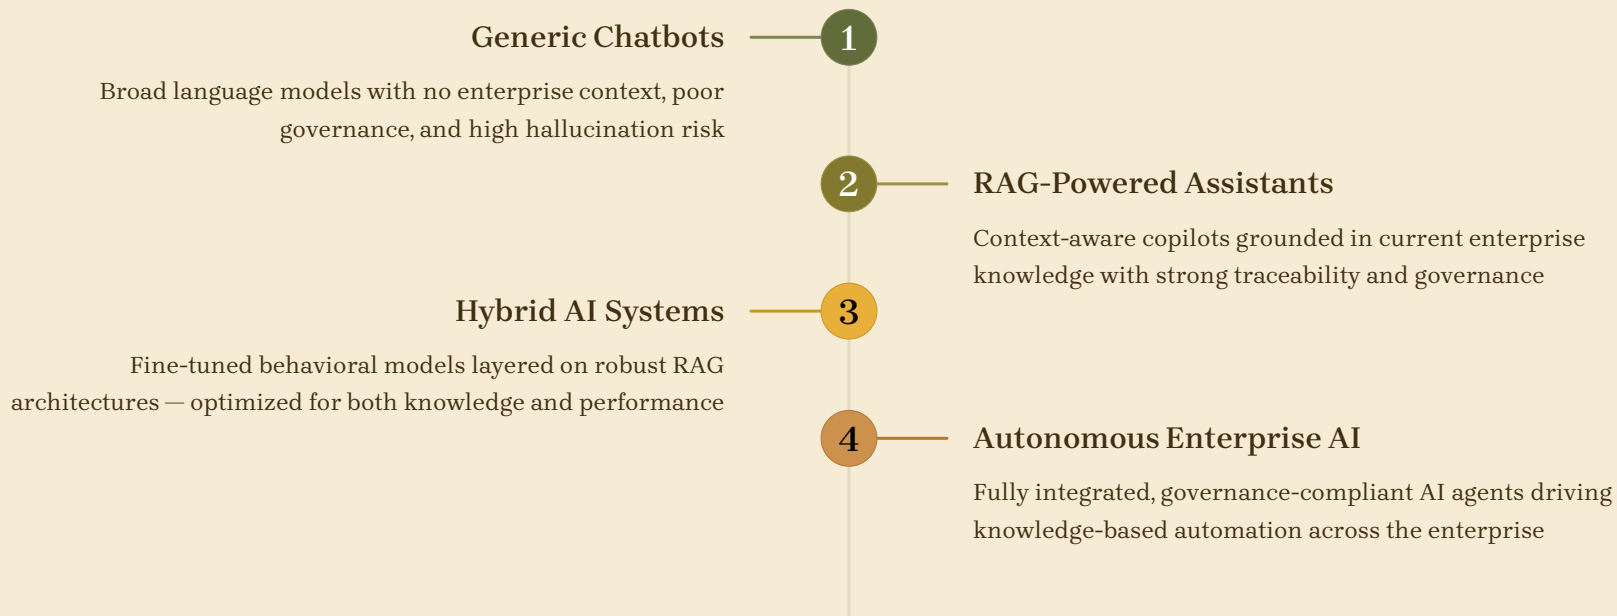 Generic Chatbots
1
Broad language models with no enterprise context, poor
governance, and high hallucination risk
2
RAG-Powered Assistants
Context-aware copilots grounded in current enterprise
knowledge with strong traceability and governance
Hybrid AI Systems
3
Fine-tuned behavioral models layered on robust RAG
architectures — optimized for both knowledge and performance
4
Autonomous Enterprise AI
Fully integrated, governance-compliant AI agents driving
knowledge-based automation across the enterprise